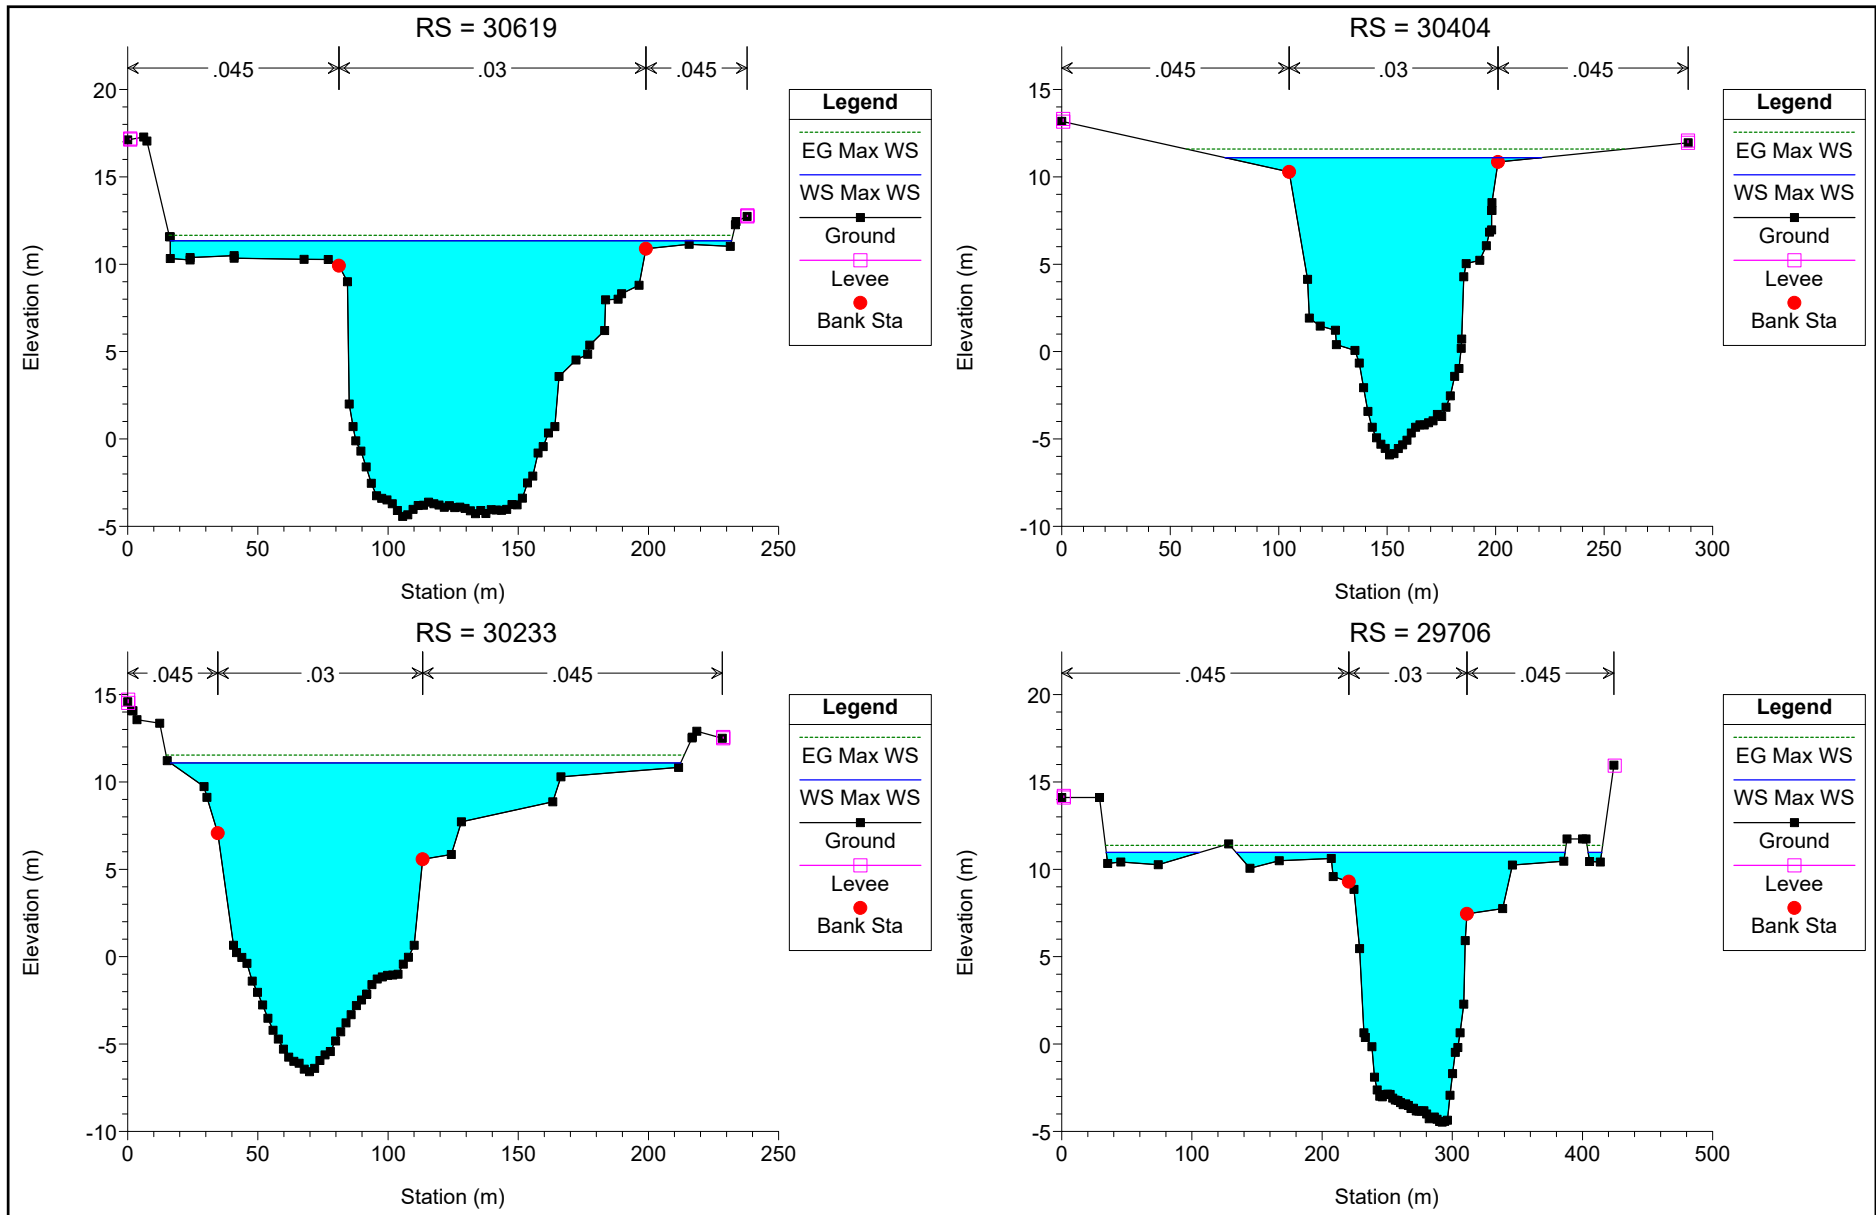 RS = 30619
.045 .03 .045
20
15
10
5
0
-5
0 50 100 150 200 250
Elevation (m)
Station (m)
Legend
EG Max WS
WS Max WS
Ground
Levee
Bank Sta
RS = 30404
.045 .03 .045
15
10
5
0
-5
-10
0 50 100 150 200 250 300
Elevation (m)
Station (m)
Legend
EG Max WS
WS Max WS
Ground
Levee
Bank Sta
RS = 30233
.045 .03 .045
15
10
5
0
-5
-10
0 50 100 150 200 250
Elevation (m)
Station (m)
Legend
EG Max WS
WS Max WS
Ground
Levee
Bank Sta
RS = 29706
.045 .03 .045
20
15
10
5
0
-5
0 100 200 300 400 500
Elevation (m)
Station (m)
Legend
EG Max WS
WS Max WS
Ground
Levee
Bank Sta